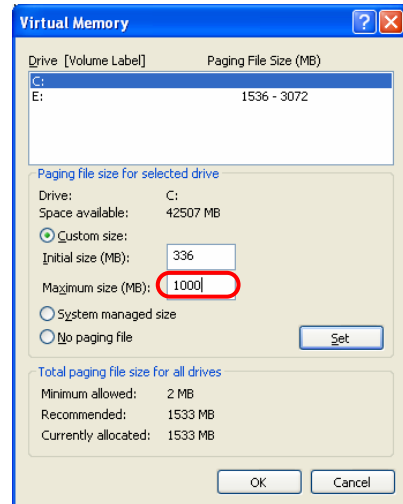 Virtual Memory
Drive [Volume Label] Paging File Size (MB)
C:
E: 1536 - 3072
Paging file size for selected drive
Drive: C:
Space available: 42507 MB
Custom size:
Initial size (MB): 336
Maximum size (MB): 1000
System managed size
No paging file Set
Total paging file size for all drives
Minimum allowed: 2 MB
Recommended: 1533 MB
Currently allocated: 1533 MB
OK Cancel